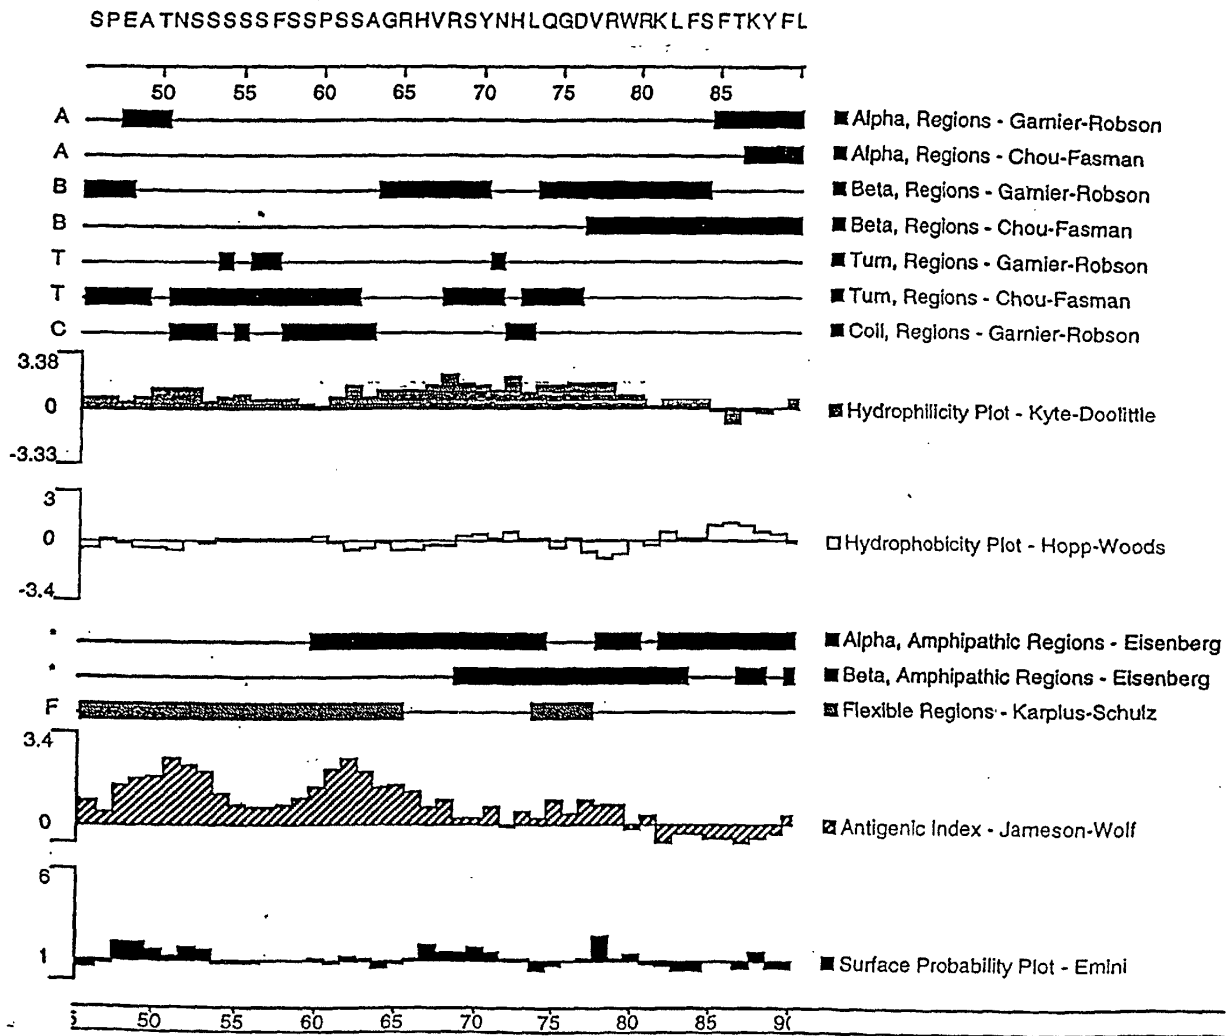 SPEATNSSSSSFSSPSSAGRHVRSYNHLQGDVRWRKLFSFTKYFL
50 55 60 65 70 75 80 85
A Alpha, Regions - Garnier-Robson
A Alpha, Regions - Chou-Fasman
B Beta, Regions - Garnier-Robson
B Beta, Regions - Chou-Fasman
T Turn, Regions - Garnier-Robson
T Turn, Regions - Chou-Fasman
C Coil, Regions - Garnier-Robson
3.38
0
Hydrophilicity Plot - Kyte-Doolittle
-3.33
3
0
Hydrophobicity Plot - Hopp-Woods
-3.4
* Alpha, Amphipathic Regions - Eisenberg
* Beta, Amphipathic Regions - Eisenberg
F Flexible Regions - Karplus-Schulz
3.4
0
Antigenic Index - Jameson-Wolf
6
1
Surface Probability Plot - Emini
50 55 60 65 70 75 80 85